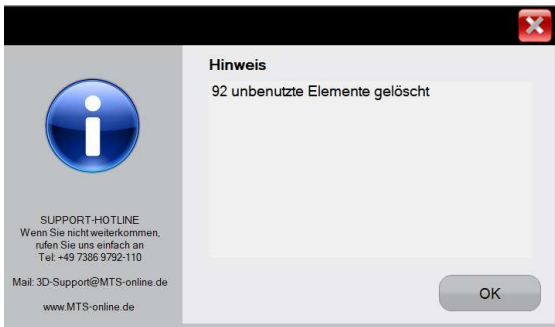 Hinweis
92 unbenutzte Elemente gelöscht
SUPPORT-HOTLINE
Wenn Sie nicht weiterkommen,
rufen Sie uns einfach an
Tel: +49 7386 9792-110
Mail: 3D-Support@MTS-online.de
www.MTS-online.de
OK